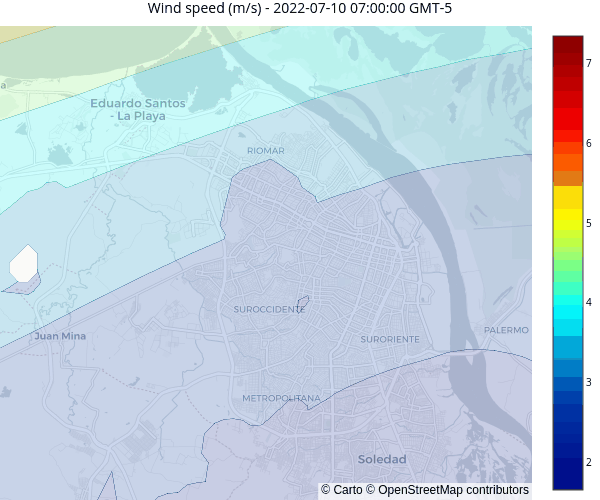 Wind speed (m/s) - 2022-07-10 07:00:00 GMT-5
7
a
Eduardo Santos
- La Playa
6
RIOMAR
5
4
SUROCCIDENTE
PALERMO
Juan Mina
SURORIENTE
3
METROPOLITANA
Soledad
2
© Carto © OpenStreetMap contributors